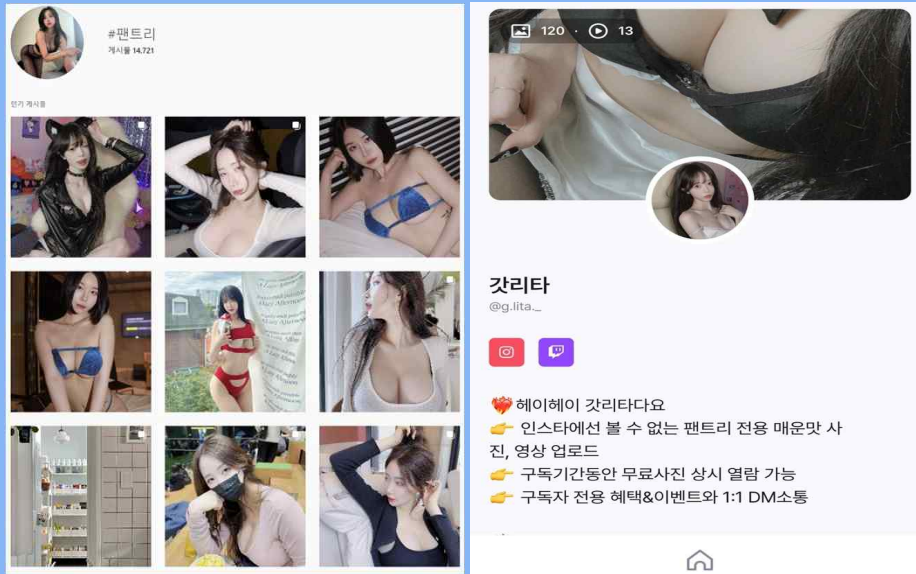 #팬트리
게시물 14,721
인기 게시물
120 · 13
갓리타
@g.lita._
헤이헤이 갓리타다요
인스타에선 볼 수 없는 팬트리 전용 매운맛 사
진, 영상 업로드
구독기간동안 무료사진 상시 열람 가능
구독자 전용 혜택&이벤트와 1:1 DM소통